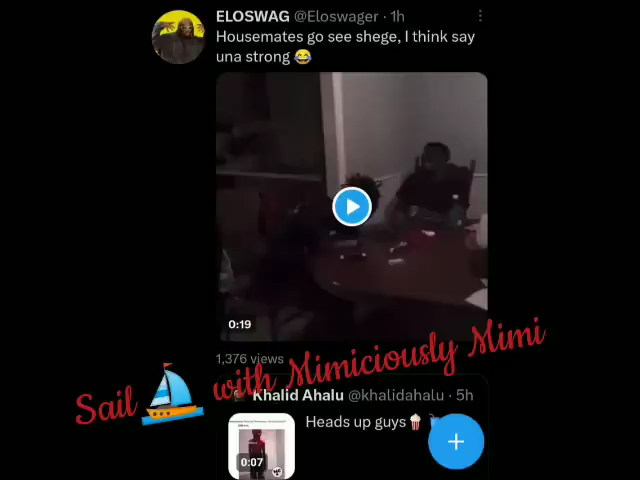 ELOSWAG @Eloswager · 1h
Housemates go see shege, I think say
una strong 😂
0:19
1,376 views
Sail ⛵ with Mimiciously Mimi
Khalid Ahalu @khalidahalu · 5h
Heads up guys🍿
0:07